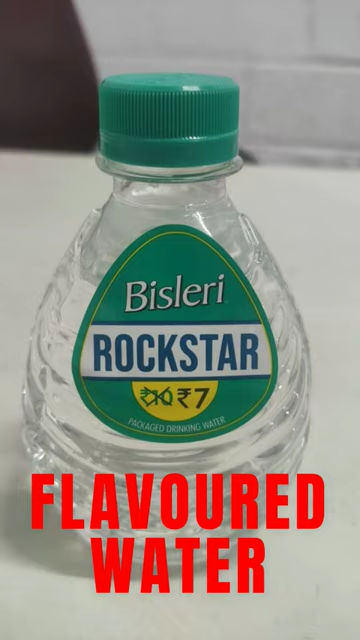 Bisleri
ROCKSTAR
₹10 ₹7
PACKAGED DRINKING WATER
FLAVOURED
WATER